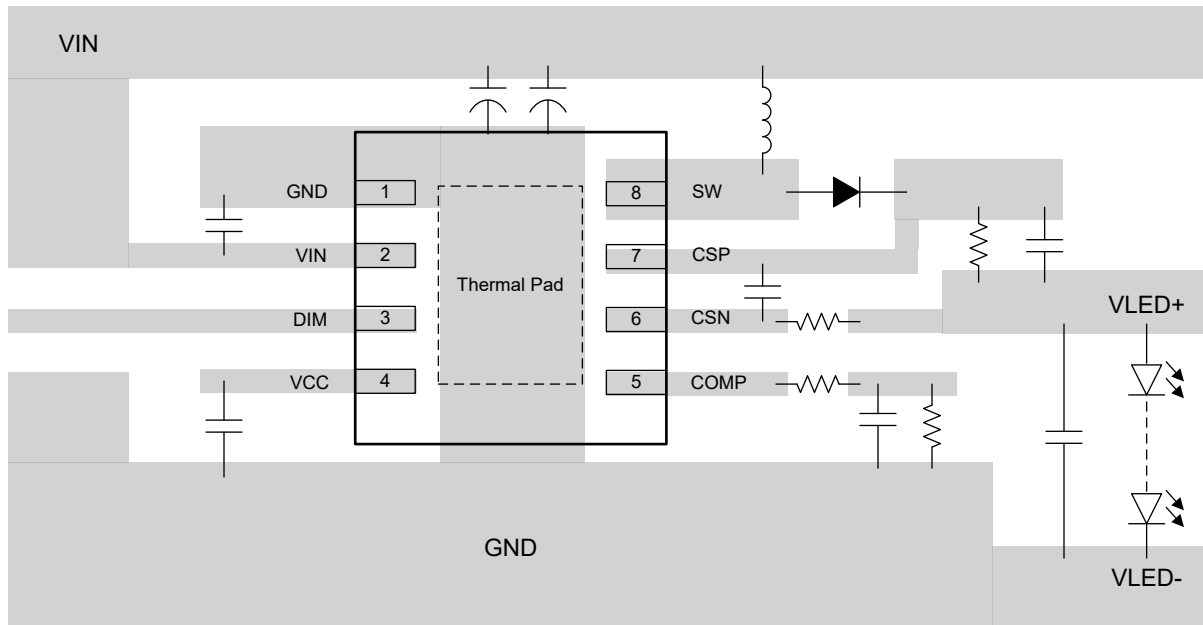 VIN
GND 1
8 SW
VIN 2
7 CSP
Thermal Pad
DIM 3
6 CSN
VLED+
VCC 4
5 COMP
GND
VLED-